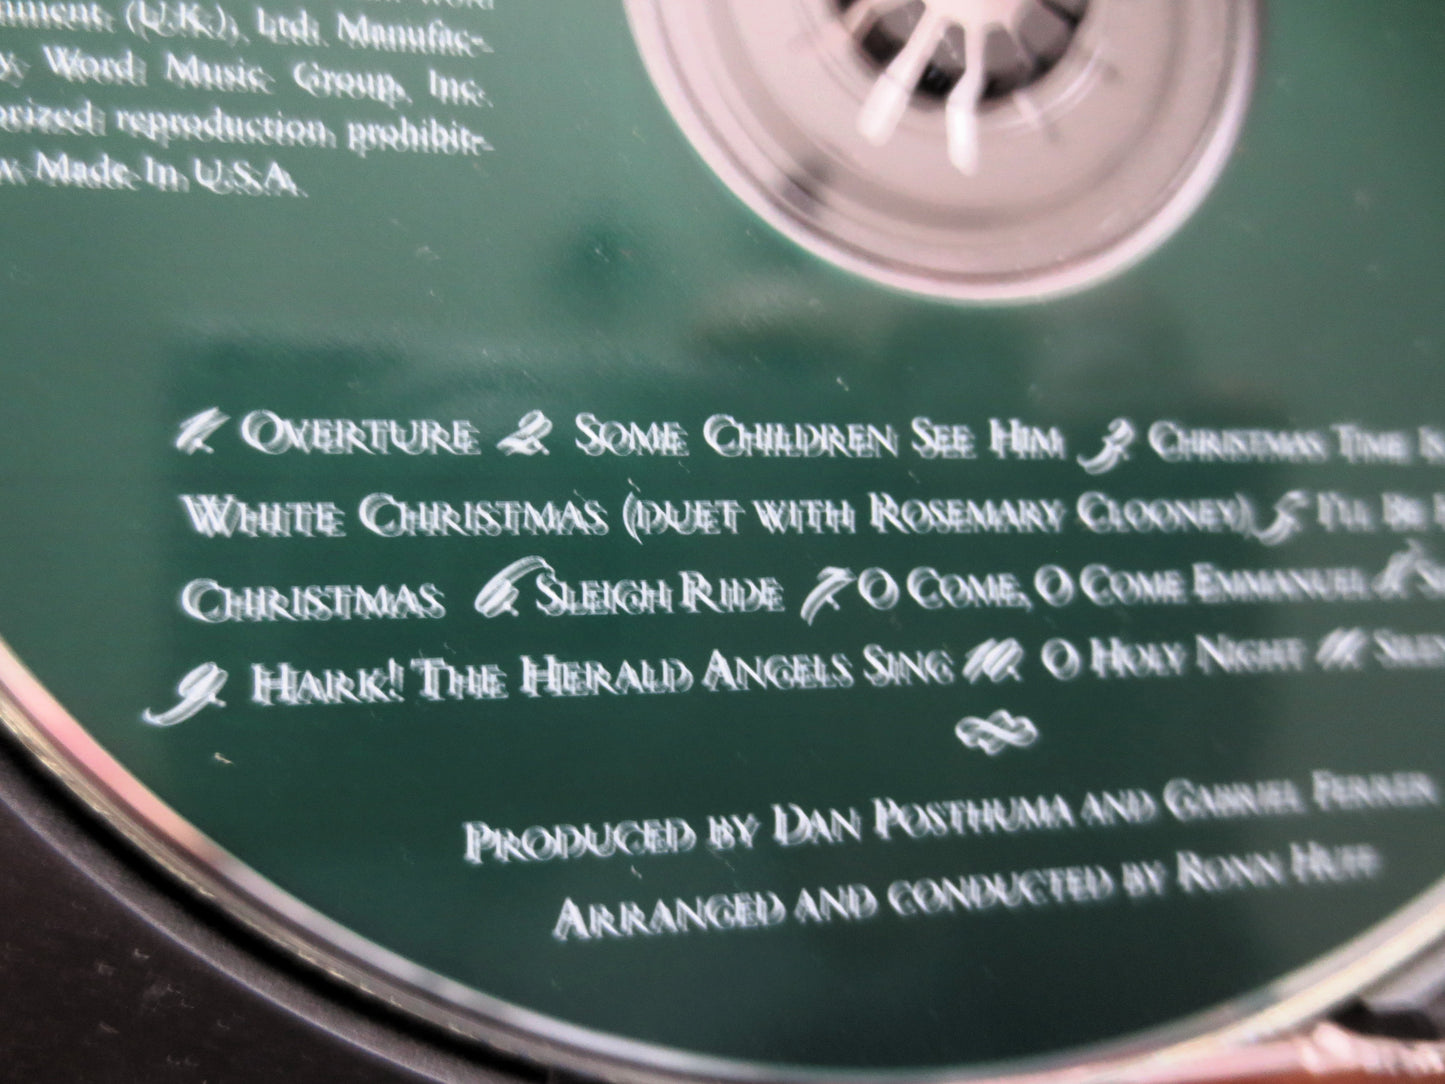 (U.K.), Ltd. Manufac-
Word Music Group, Inc.
reproduction prohibit-
Made In U.S.A.
1. OVERTURE 2. SOME CHILDREN SEE HIM 3. CHRISTMAS TIME
WHITE CHRISTMAS (DUET WITH ROSEMARY CLOONEY) 5. I'LL BE
CHRISTMAS 6. SLEIGH RIDE 7. O COME, O COME EMMANUEL
9. HARK! THE HERALD ANGELS SING 10. O HOLY NIGHT 11.
PRODUCED BY DAN POSTHUMA AND GABRIEL FERRER
ARRANGED AND CONDUCTED BY RONN HUFF